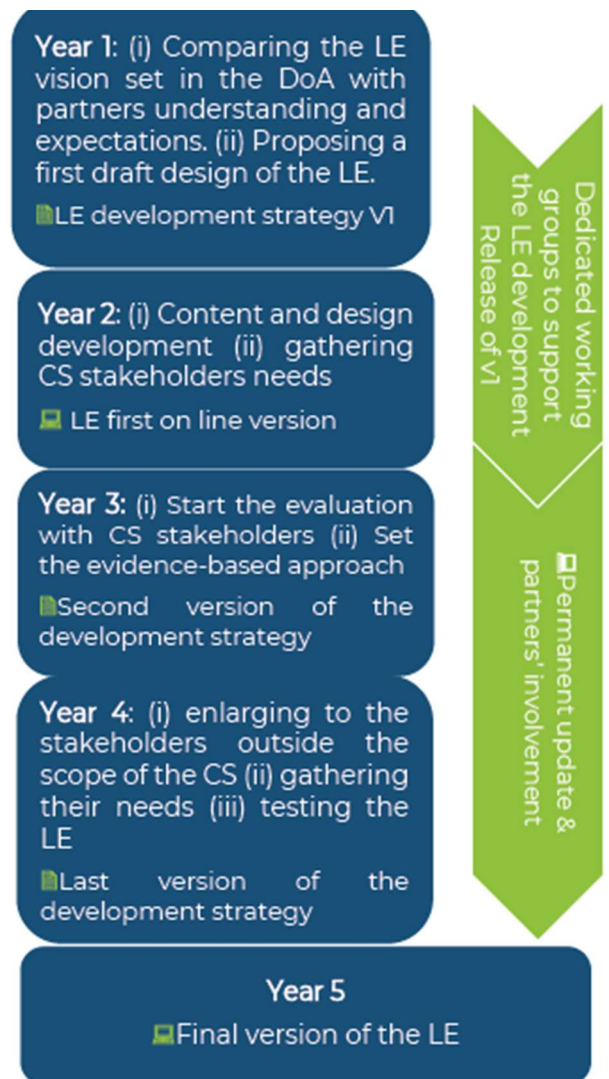 Year 1: (i) Comparing the LE
vision set in the DoA with
partners understanding and
expectations. (ii) Proposing a
first draft design of the LE.
LE development strategy V1
Year 2: (i) Content and design
development (ii) gathering
CS stakeholders needs
LE first on line version
Year 3: (i) Start the evaluation
with CS stakeholders (ii) Set
the evidence-based approach
Second version of the
development strategy
Year 4: (i) enlarging to the
stakeholders outside the
scope of the CS (ii) gathering
their needs (iii) testing the
LE
Last version of the
development strategy
Year 5
Final version of the LE
Dedicated working
groups to support
the LE development
Release of v1
Permanent update &
partners' involvement